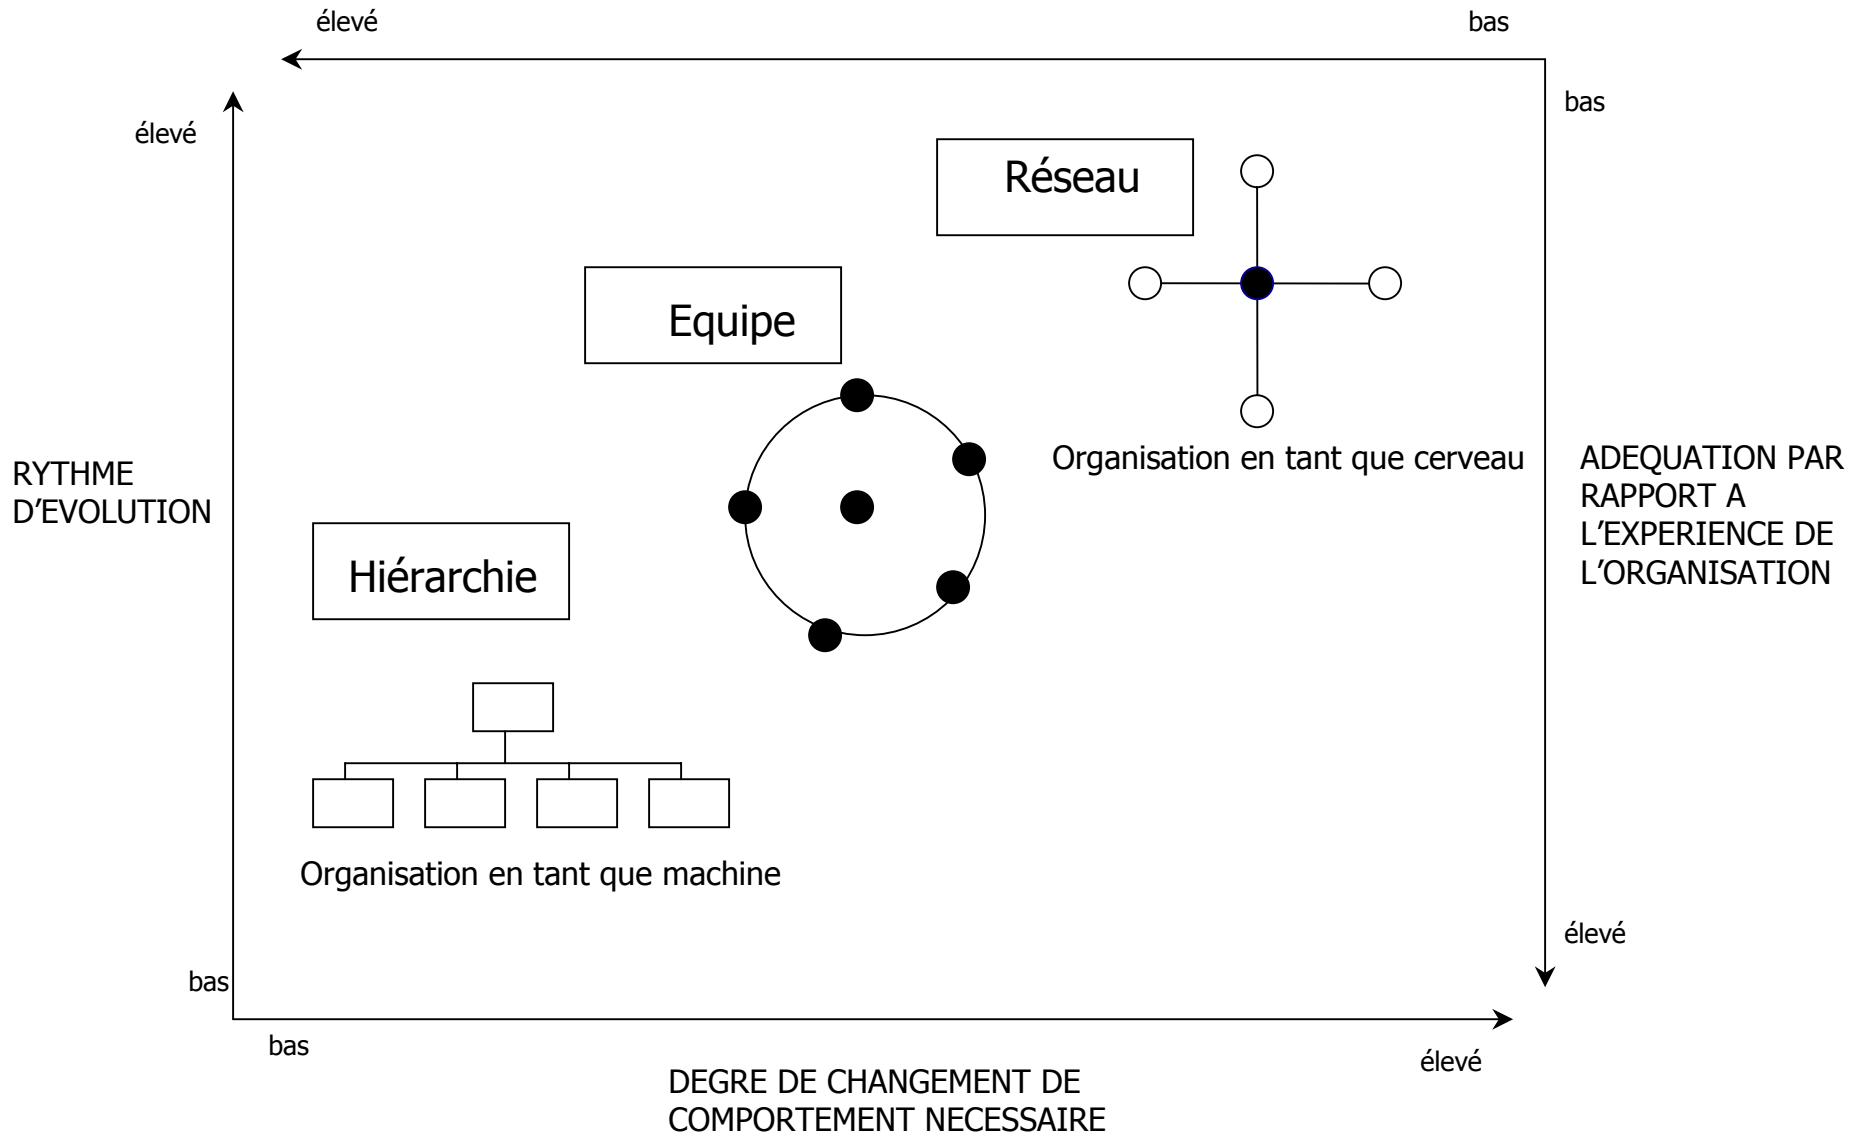 élevé
bas
élevé
bas
Réseau
Equipe
Organisation en tant que cerveau
RYTHME
D’EVOLUTION
ADEQUATION PAR
RAPPORT A
L’EXPERIENCE DE
L’ORGANISATION
Hiérarchie
Organisation en tant que machine
élevé
bas
bas
élevé
DEGRE DE CHANGEMENT DE
COMPORTEMENT NECESSAIRE